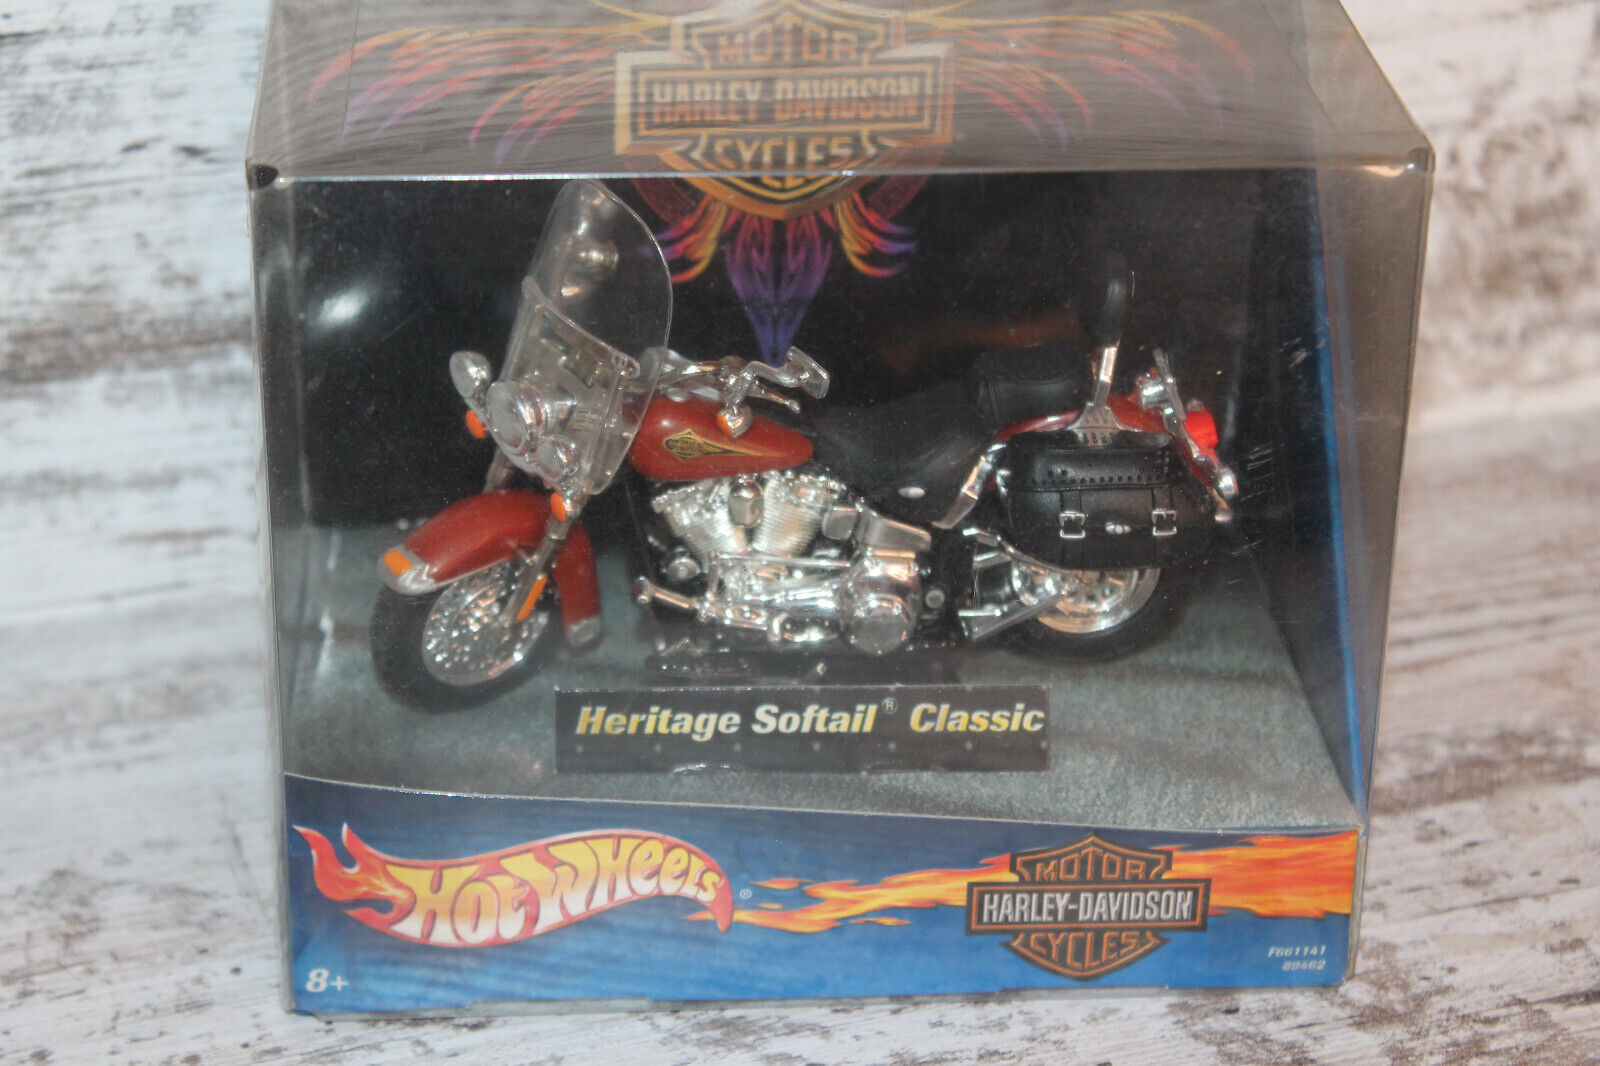 MOTOR
HARLEY-DAVIDSON
CYCLES
Heritage Softail® Classic
HOT WHEELS®
MOTOR
HARLEY-DAVIDSON
CYCLES
F661141
89462
8+